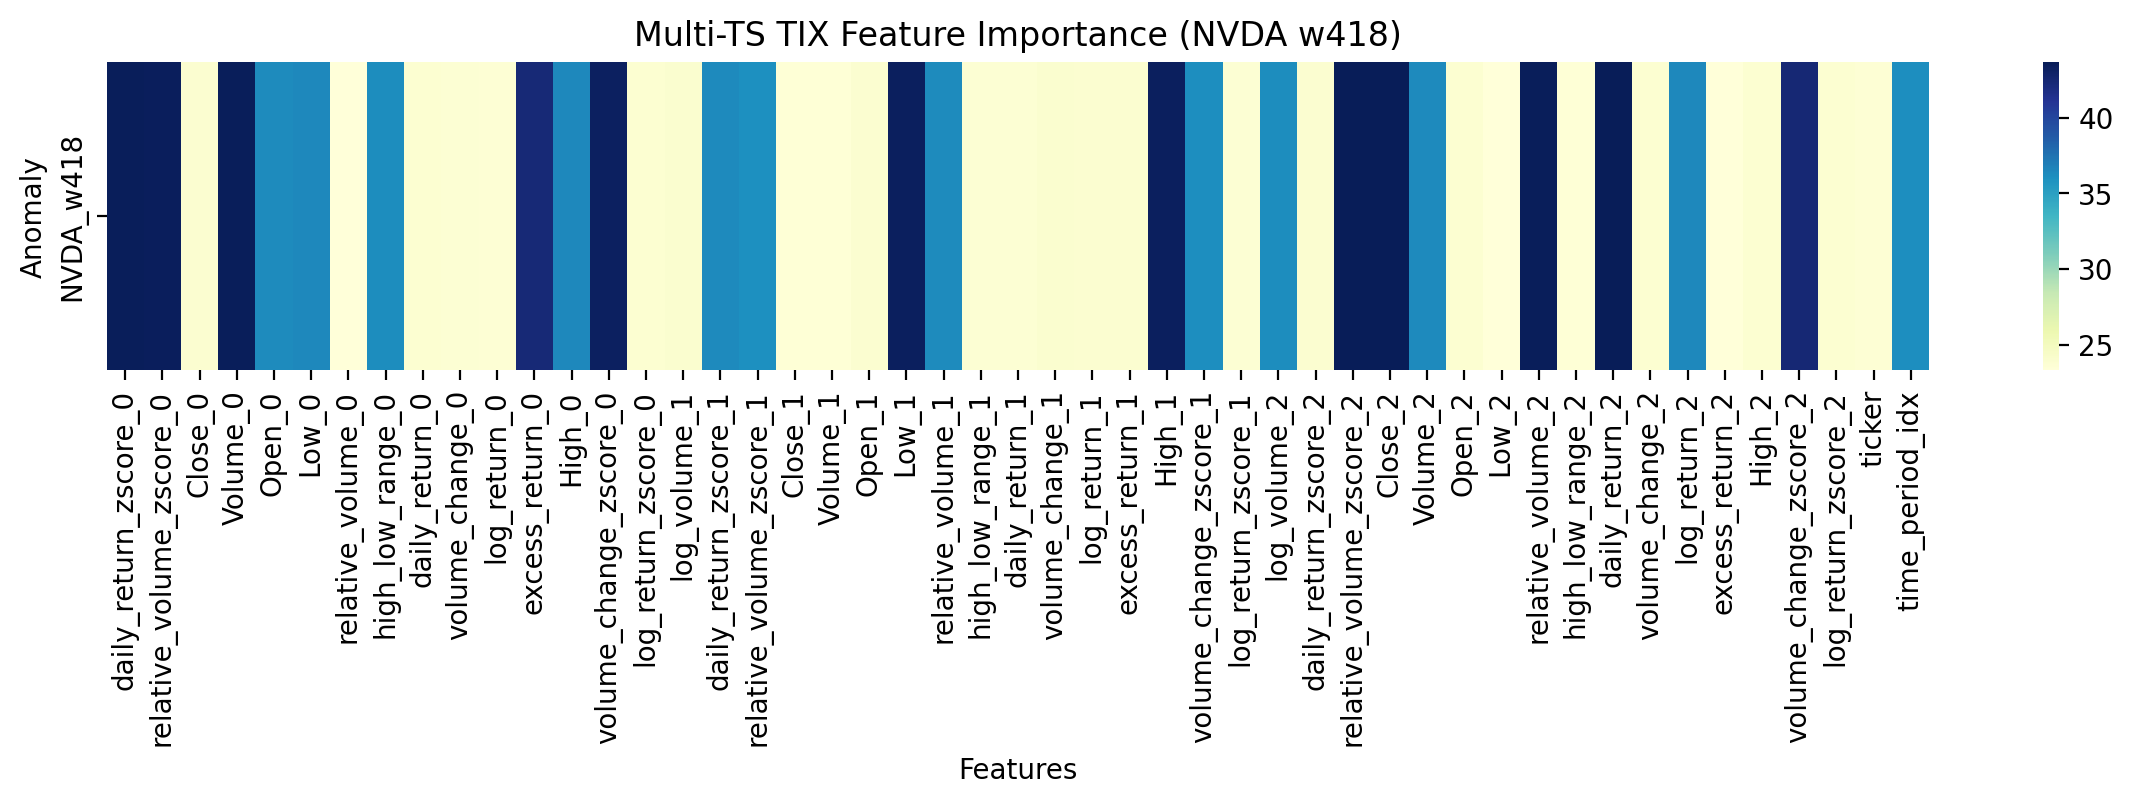 Multi-TS TIX Feature Importance (NVDA w418)
Anomaly
NVDA_w418
40
35
30
25
daily_return_zscore_0
relative_volume_zscore_0
Close_0
Volume_0
Open_0
Low_0
relative_volume_0
high_low_range_0
daily_return_0
volume_change_0
log_return_0
excess_return_0
High_0
volume_change_zscore_0
log_return_zscore_0
log_volume_1
daily_return_zscore_1
relative_volume_zscore_1
Close_1
Volume_1
Open_1
Low_1
relative_volume_1
high_low_range_1
daily_return_1
volume_change_1
log_return_1
excess_return_1
High_1
volume_change_zscore_1
log_return_zscore_1
log_volume_2
daily_return_zscore_2
relative_volume_zscore_2
Close_2
Volume_2
Open_2
Low_2
relative_volume_2
high_low_range_2
daily_return_2
volume_change_2
log_return_2
excess_return_2
High_2
volume_change_zscore_2
log_return_zscore_2
ticker
time_period_idx
Features